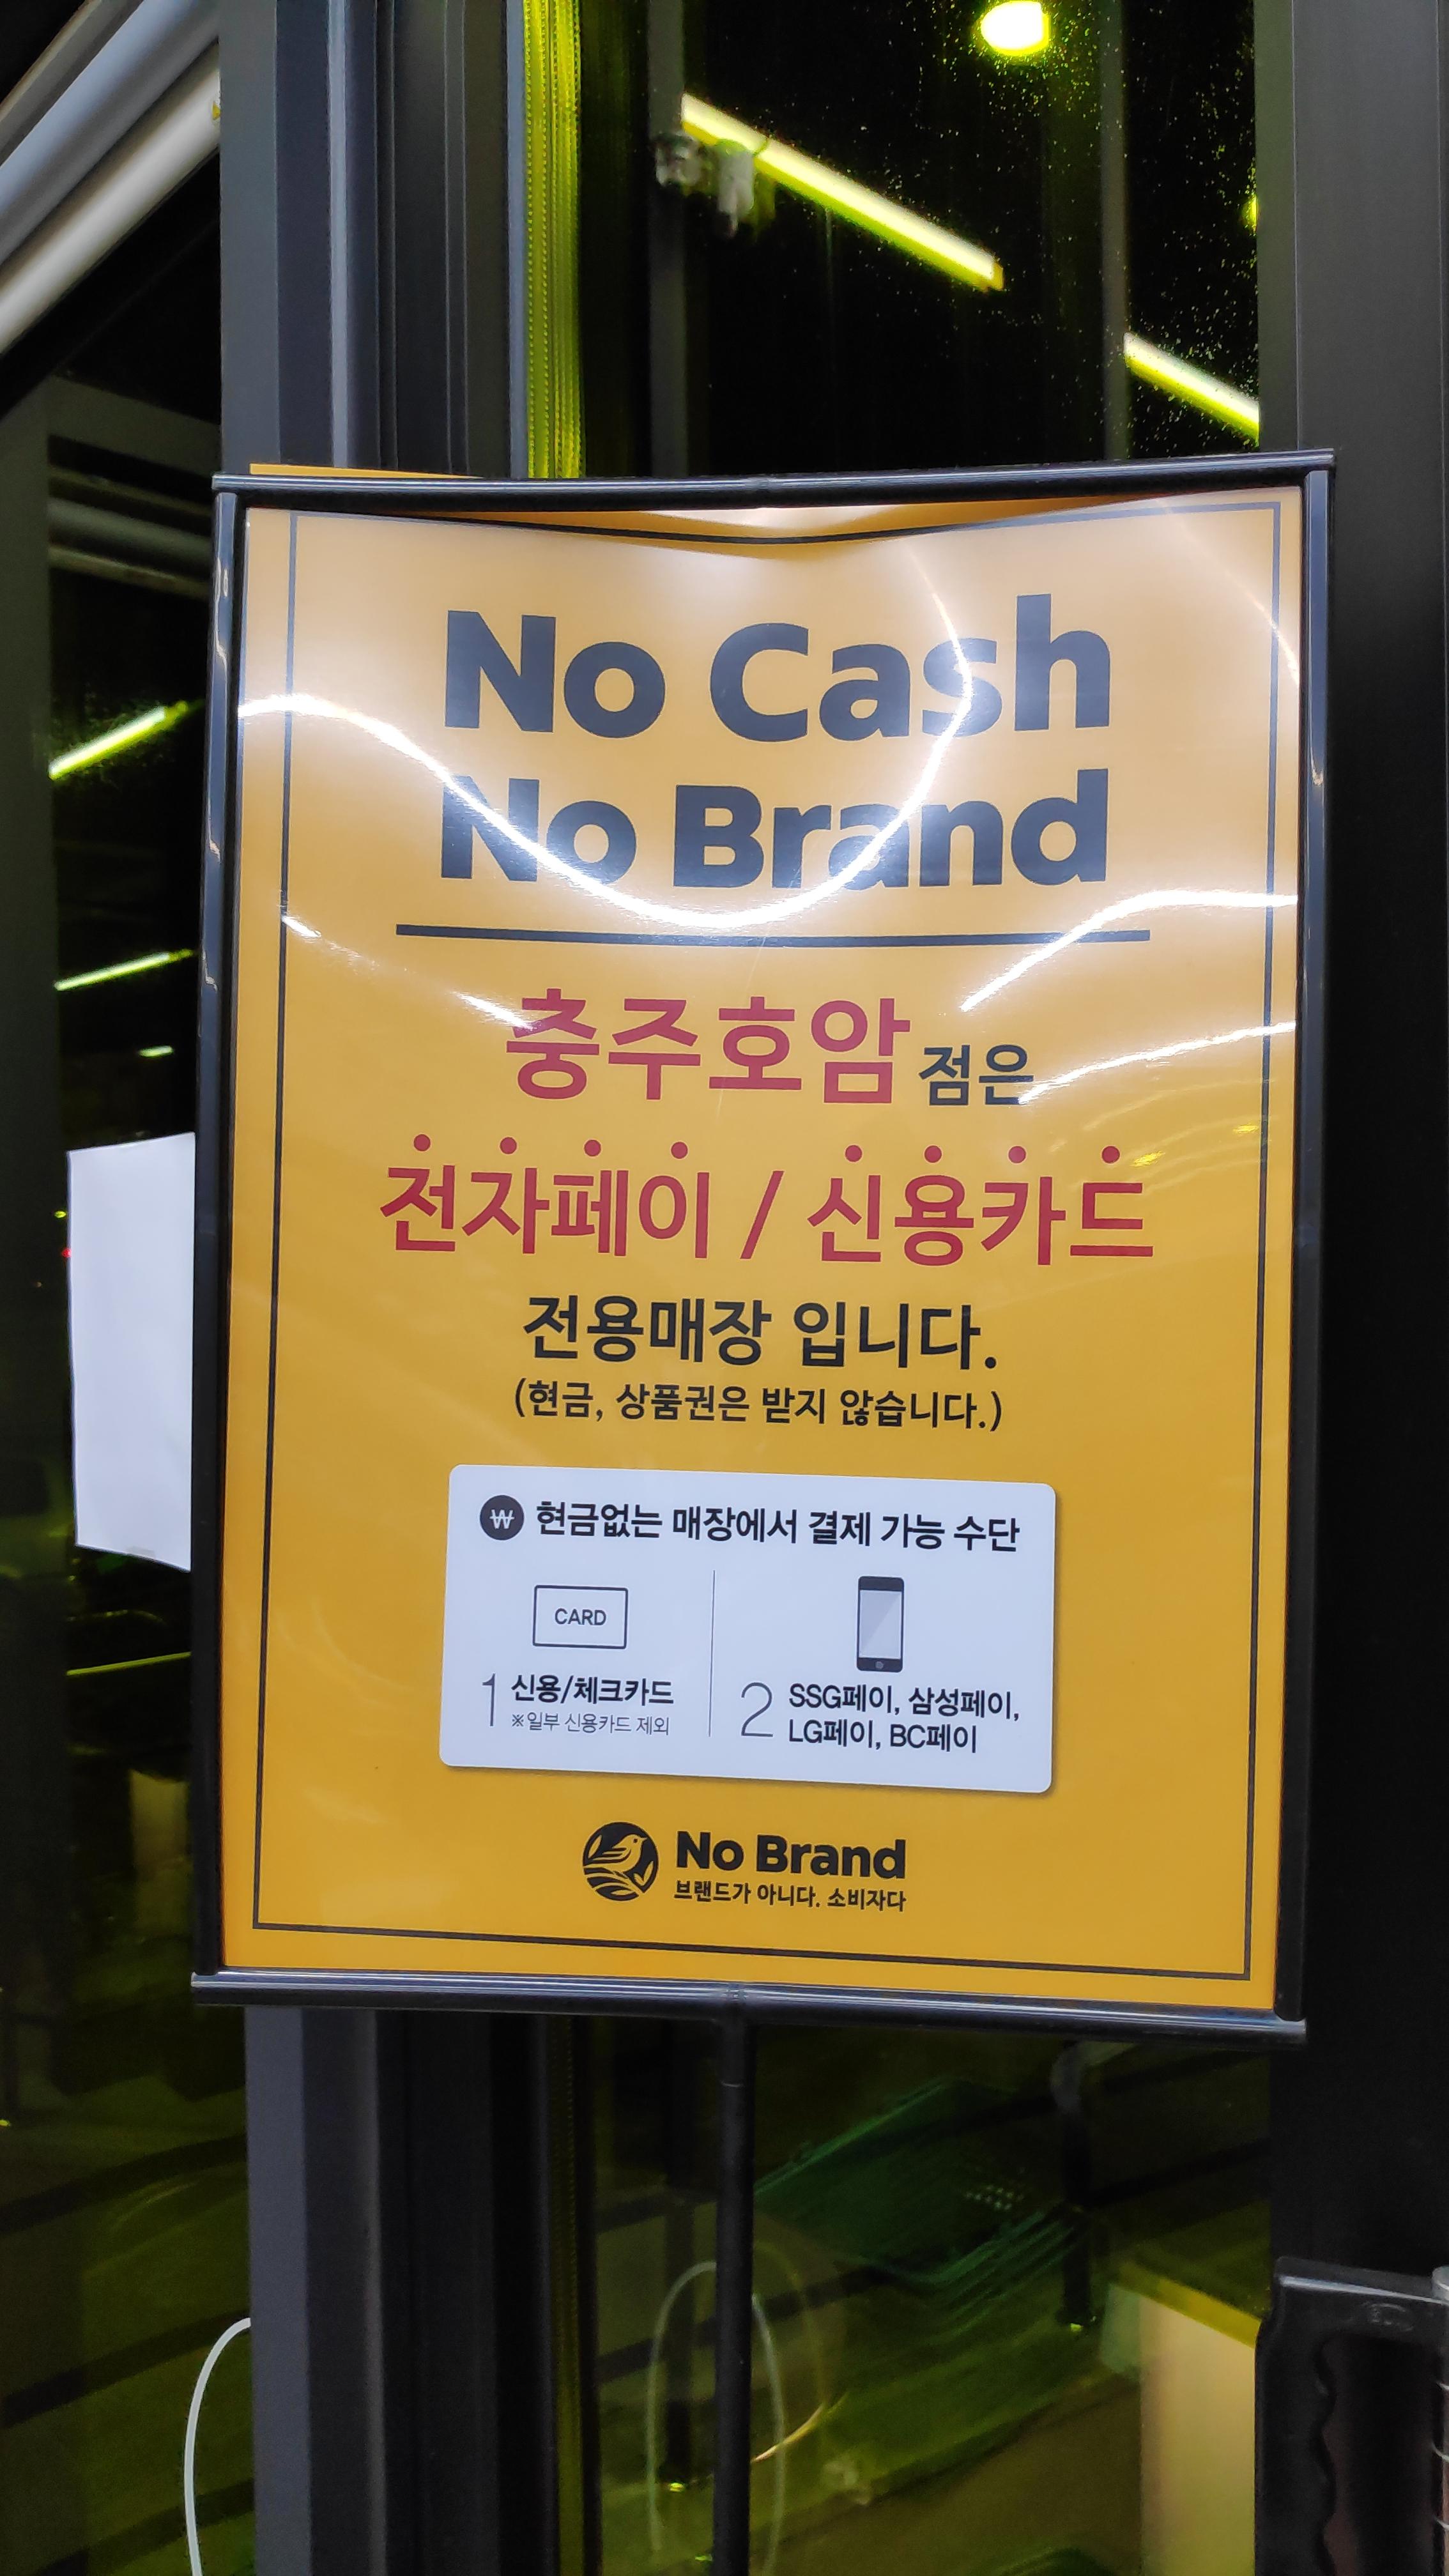 No Cash
No Brand
충주호암점은
전자페이 / 신용카드
전용매장 입니다.
(현금, 상품권은 받지 않습니다.)
₩ 현금없는 매장에서 결제 가능 수단
CARD
1 신용/체크카드
※일부 신용카드 제외
2 SSG페이, 삼성페이,
LG페이, BC페이
No Brand
브랜드가 아니다. 소비자다